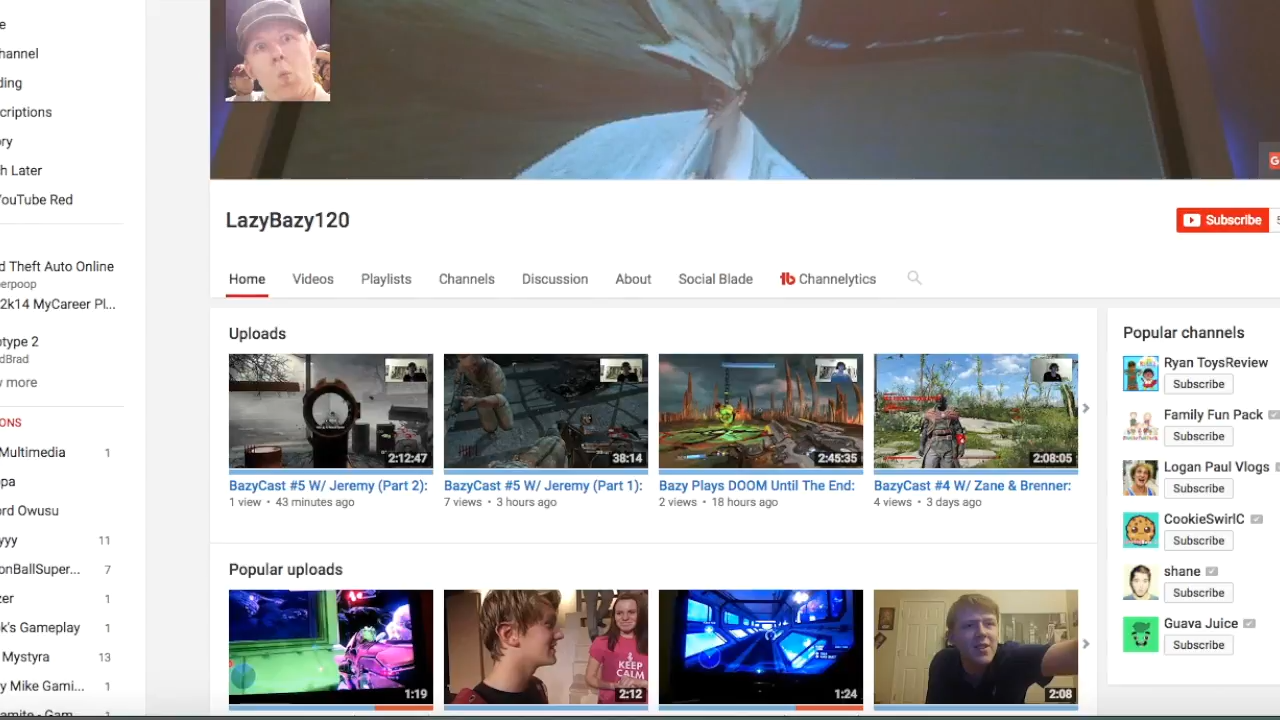 e
hannel
ding
criptions
ry
h Later
YouTube Red
d Theft Auto Online
erpoop
2k14 MyCareer Pl...
otype 2
dBrad
v more
ONS
Multimedia 1
pa
ord Owusu
yyy 11
onBallSuper... 7
zer 1
k's Gameplay 1
Mystyra 13
y Mike Gami... 1
amite - Gam
LazyBazy120
Subscribe 5
Home Videos Playlists Channels Discussion About Social Blade Channelytics
Uploads
2:12:47 38:14 2:45:35 2:08:05
BazyCast #5 W/ Jeremy (Part 2): BazyCast #5 W/ Jeremy (Part 1): Bazy Plays DOOM Until The End: BazyCast #4 W/ Zane & Brenner:
1 view • 43 minutes ago 7 views • 3 hours ago 2 views • 18 hours ago 4 views • 3 days ago
Popular uploads
KEEP
CALM
1:19 2:12 1:24 2:08
Popular channels
Ryan ToysReview
Subscribe
Family Fun Pack
Subscribe
Logan Paul Vlogs
Subscribe
CookieSwirlC
Subscribe
shane
Subscribe
Guava Juice
Subscribe